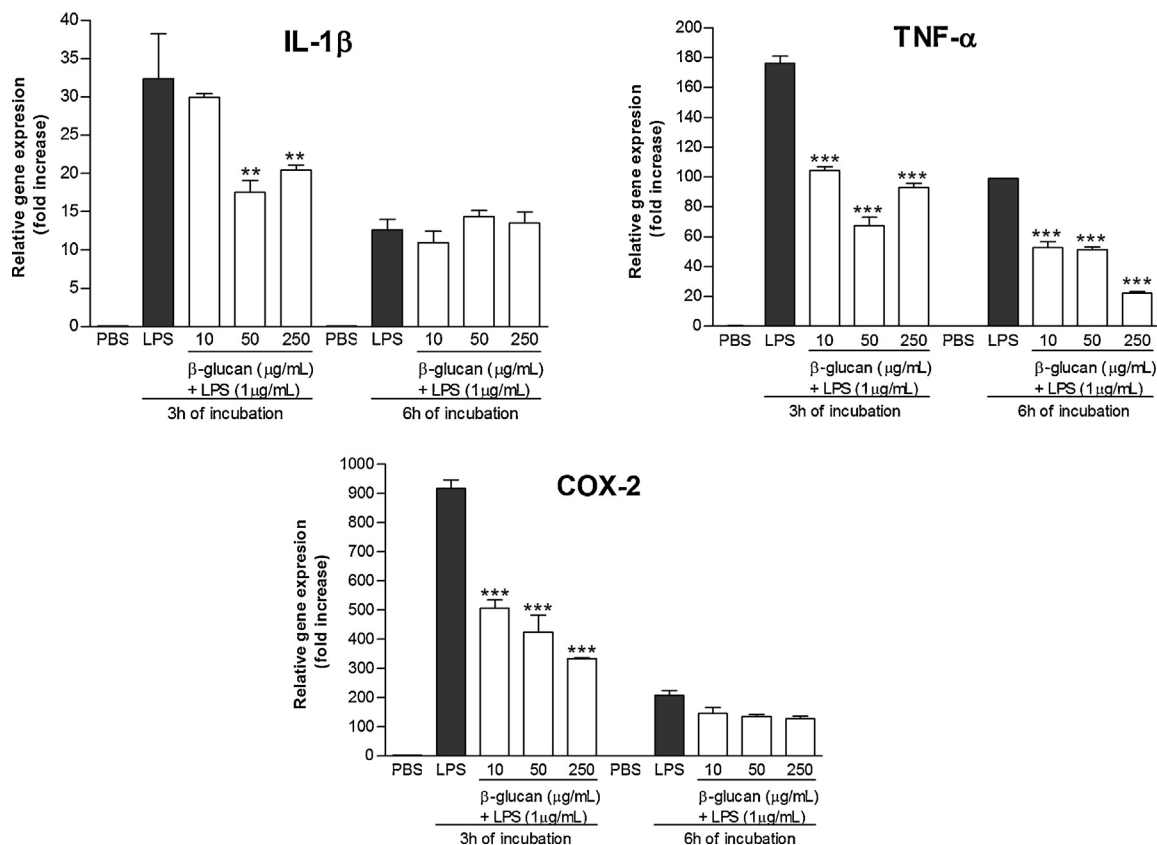 IL-1β
Relative gene expresion
(fold increase)
40
35
30
25
20
15
10
5
0
**
**
PBS LPS 10 50 250 PBS LPS 10 50 250
β-glucan (μg/mL) β-glucan (μg/mL)
+ LPS (1μg/mL) + LPS (1μg/mL)
3h of incubation 6h of incubation
TNF-α
Relative gene expresion
(fold increase)
200
180
160
140
120
100
80
60
40
20
0
***
***
***
***
***
***
PBS LPS 10 50 250 PBS LPS 10 50 250
β-glucan (μg/mL) β-glucan (μg/mL)
+ LPS (1μg/mL) + LPS (1μg/mL)
3h of incubation 6h of incubation
COX-2
Relative gene expresion
(fold increase)
1000
900
800
700
600
500
400
300
200
100
0
***
***
***
PBS LPS 10 50 250 PBS LPS 10 50 250
β-glucan (μg/mL) β-glucan (μg/mL)
+ LPS (1μg/mL) + LPS (1μg/mL)
3h of incubation 6h of incubation